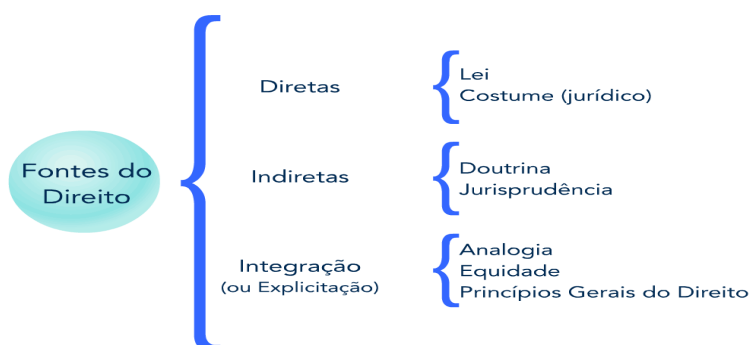 Fontes do
Direito
Diretas
Lei
Costume (jurídico)
Indiretas
Doutrina
Jurisprudência
Integração
(ou Explicitação)
Analogia
Equidade
Princípios Gerais do Direito